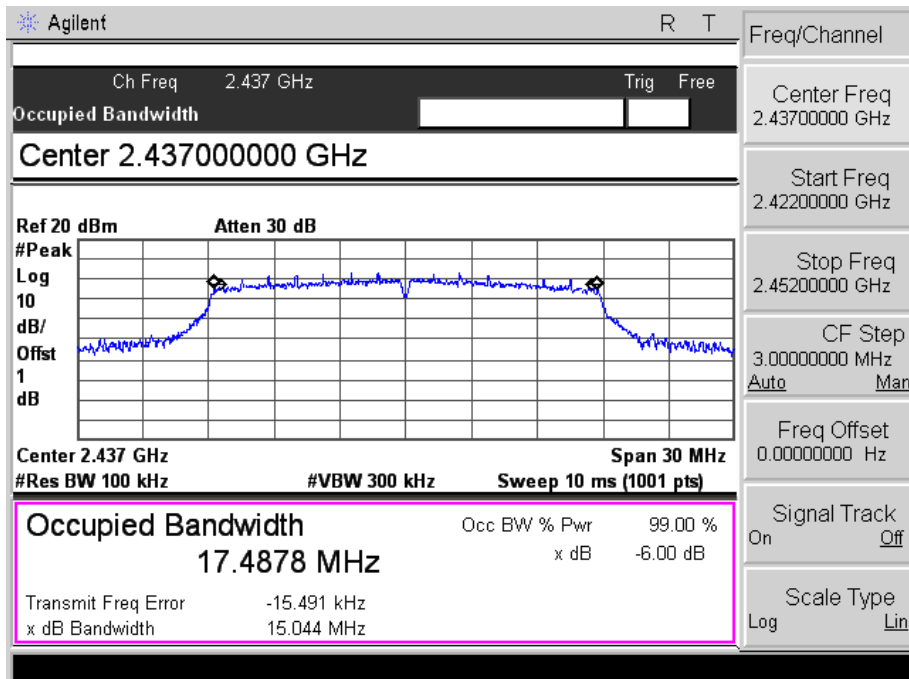 Agilent
R T
Ch Freq 2.437 GHz Trig Free
Occupied Bandwidth
Center 2.437000000 GHz
Ref 20 dBm Atten 30 dB
#Peak
Log
10
dB/
Offst
1
dB
Center 2.437 GHz Span 30 MHz
#Res BW 100 kHz #VBW 300 kHz Sweep 10 ms (1001 pts)
Occupied Bandwidth
17.4878 MHz
Occ BW % Pwr 99.00 %
x dB -6.00 dB
Transmit Freq Error -15.491 kHz
x dB Bandwidth 15.044 MHz
Freq/Channel
Center Freq
2.43700000 GHz
Start Freq
2.42200000 GHz
Stop Freq
2.45200000 GHz
CF Step
3.00000000 MHz
Auto Man
Freq Offset
0.00000000 Hz
Signal Track
On Off
Scale Type
Log Lin